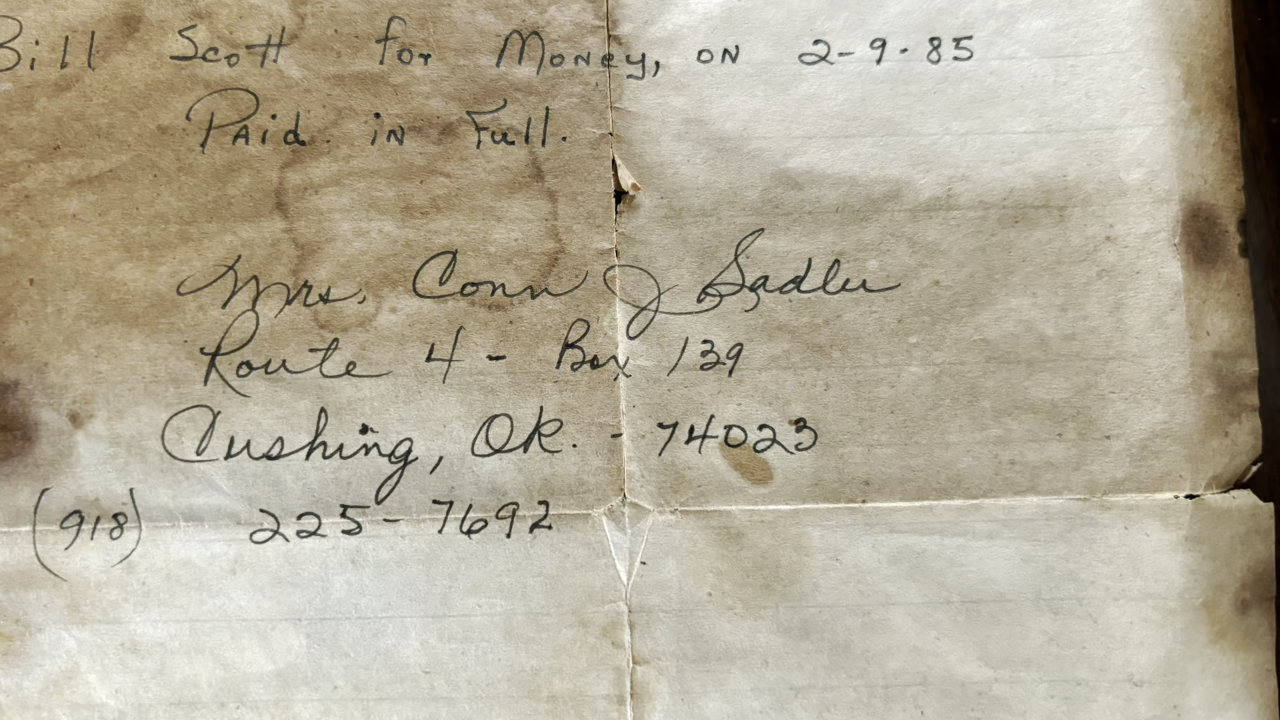 Bill Scott for Money, on 2-9-85
Paid in Full.
Mrs. Conn J Sadler
Route 4 - Box 139
Cushing, Ok. - 74023
(918) 225-7692